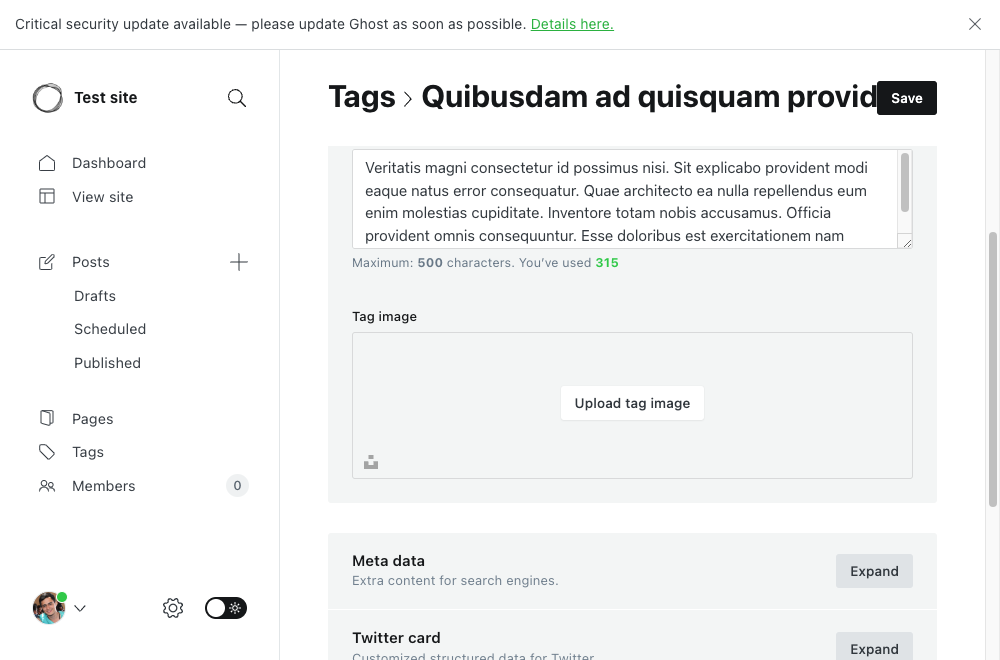 Critical security update available — please update Ghost as soon as possible. Details here.
Test site
Dashboard
View site
Posts
Drafts
Scheduled
Published
Pages
Tags
Members
0
Tags
Quibusdam ad quisquam provid
Save
Veritatis magni consectetur id possimus nisi. Sit explicabo provident modi
eaque natus error consequatur. Quae architecto ea nulla repellendus eum
enim molestias cupiditate. Inventore totam nobis accusamus. Officia
provident omnis consequuntur. Esse doloribus est exercitationem nam
Maximum: 500 characters. You've used 315
Tag image
Upload tag image
Meta data
Extra content for search engines.
Expand
Twitter card
Customized structured data for Twitter
Expand